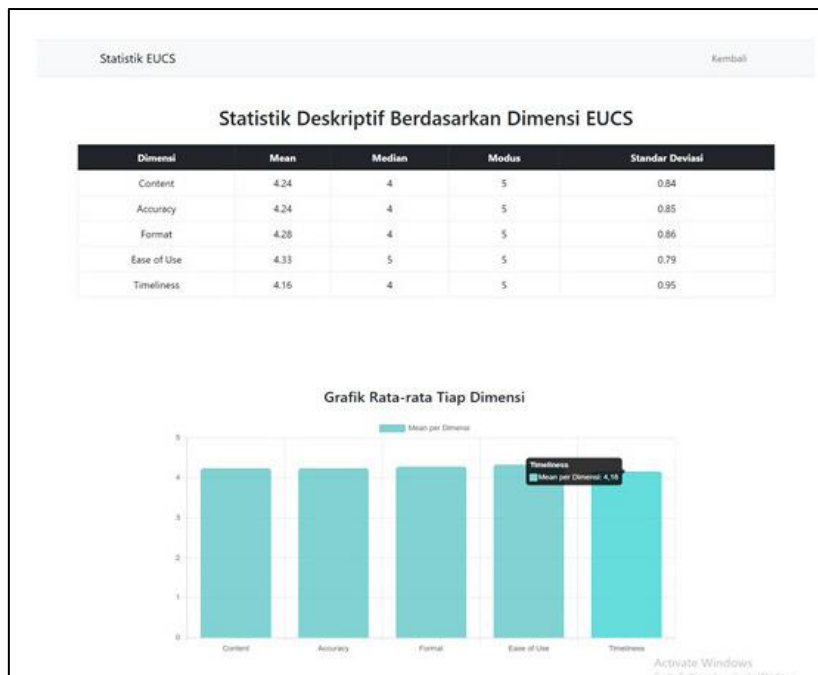 Statistik EUCS Kembali
Statistik Deskriptif Berdasarkan Dimensi EUCS
Dimensi Mean Median Modus Standar Deviasi
Content 4.24 4 5 0.84
Accuracy 4.24 4 5 0.85
Format 4.28 4 5 0.86
Ease of Use 4.33 5 5 0.79
Timeliness 4.16 4 5 0.95
Grafik Rata-rata Tiap Dimensi
Mean per Dimensi
5
Timeliness
Mean per Dimensi: 4,16
4
3
2
1
0
Content Accuracy Format Ease of Use Timeliness
Activate Windows